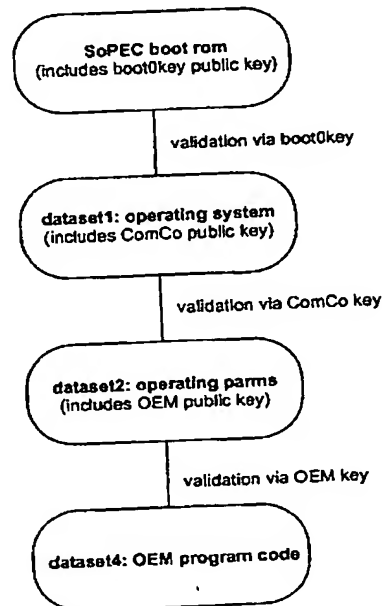 SoPEC boot rom
(includes boot0key public key)
validation via boot0key
dataset1: operating system
(includes ComCo public key)
validation via ComCo key
dataset2: operating parms
(includes OEM public key)
validation via OEM key
dataset4: OEM program code